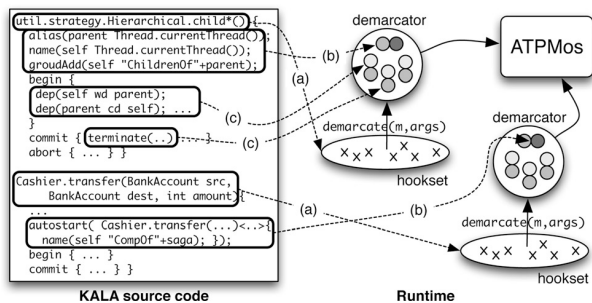 util.strategy.Hierarchical.child*() {
alias(parent Thread.currentThread());
name(self Thread.currentThread());
groudAdd(self "ChildrenOf"+parent);
begin {
dep(self wd parent);
dep(parent cd self); ...
}
commit { terminate(..) ... }
abort { ... } }
Cashier.transfer(BankAccount src,
BankAccount dest, int amount){
...
autostart( Cashier.transfer(...)<..>{
name(self "CompOf"+saga); });
begin { ... }
commit { ... } }
KALA source code
(a)
(b)
(c)
(c)
(a)
(b)
demarcator
ATPMos
demarcate(m,args)
x x x x x x x x
hookset
demarcator
demarcate(m,args)
x x x x x x x x
hookset
Runtime